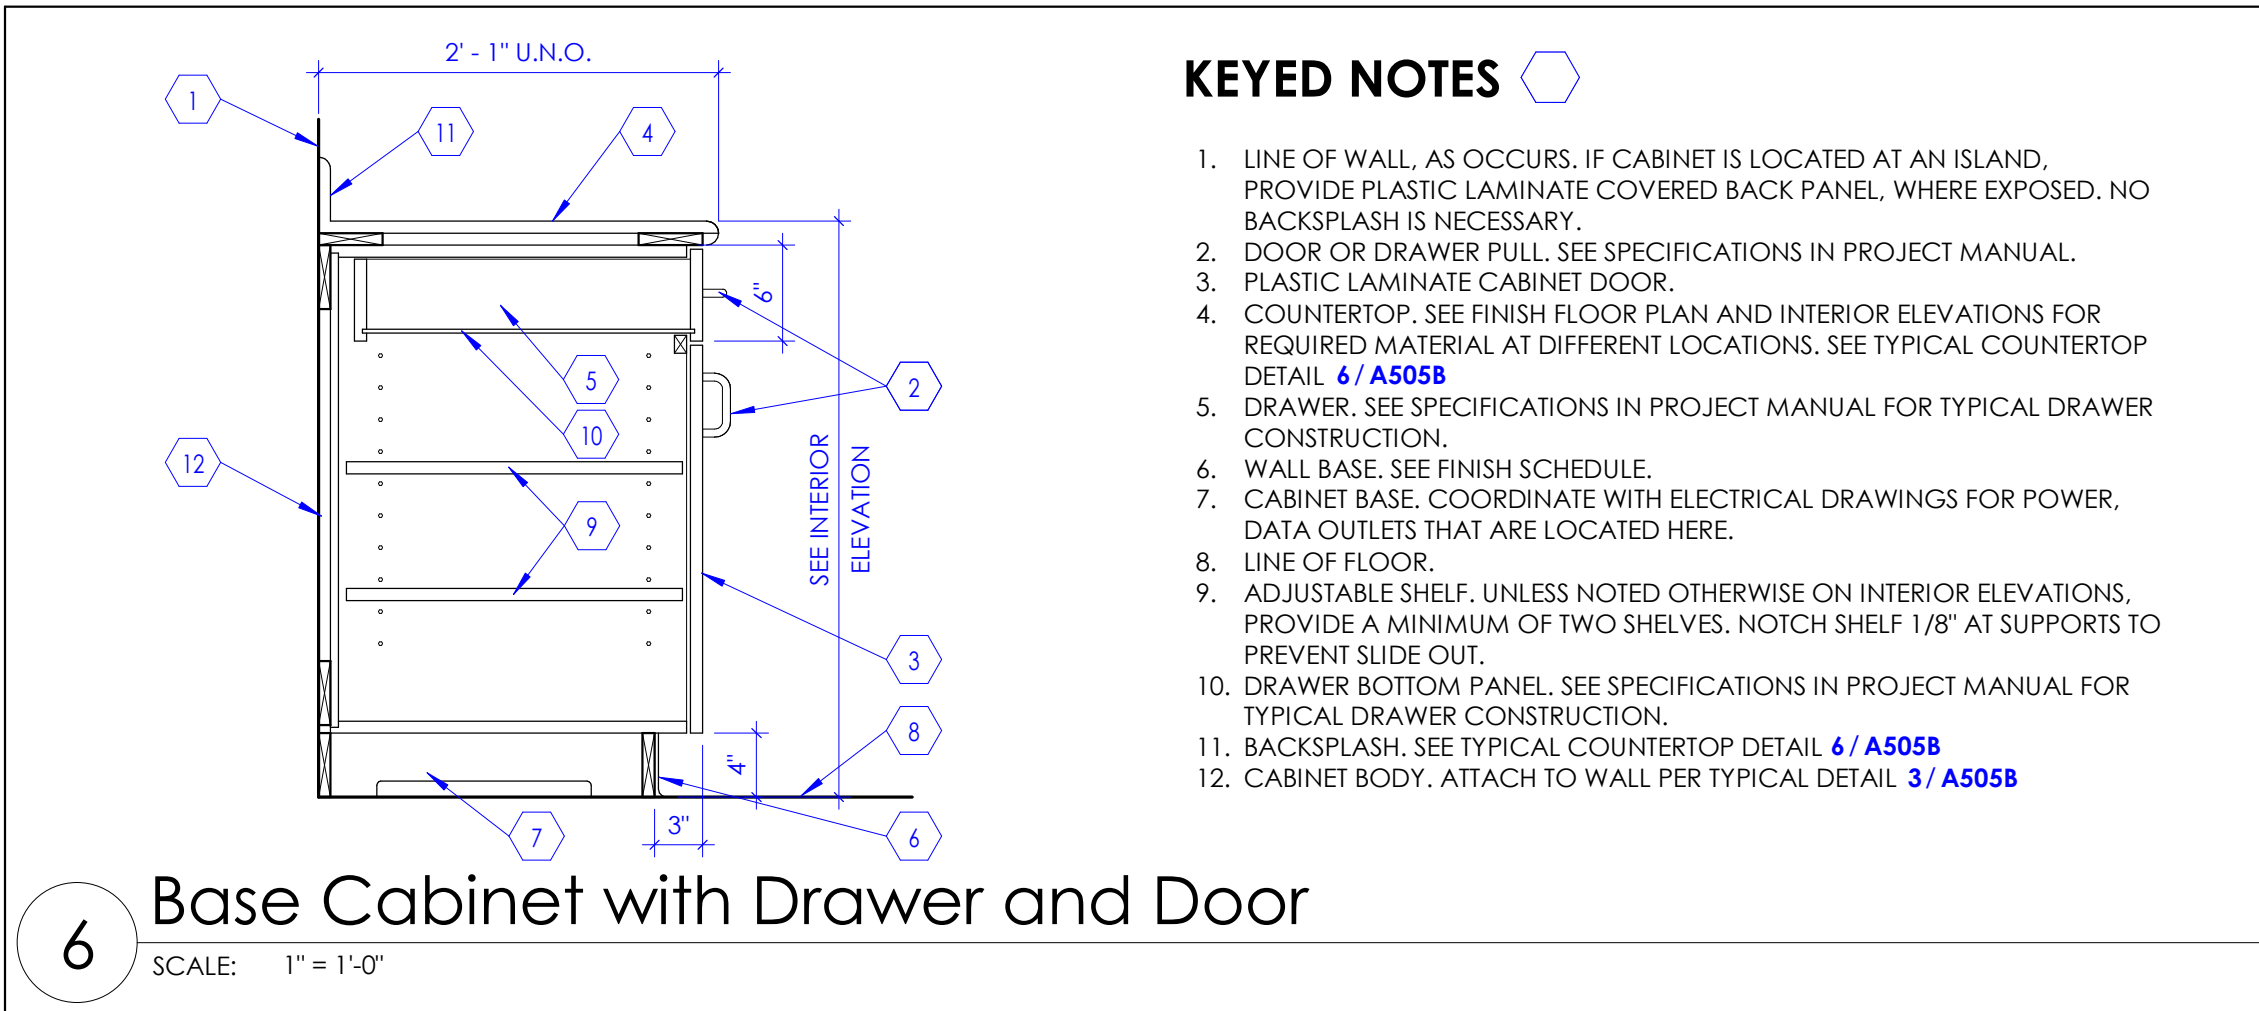 2' - 1" U.N.O.
1
11
4
6"
5
2
10
12
SEE INTERIOR
ELEVATION
9
3
8
4"
3"
7
6
KEYED NOTES
1. LINE OF WALL, AS OCCURS. IF CABINET IS LOCATED AT AN ISLAND,
PROVIDE PLASTIC LAMINATE COVERED BACK PANEL, WHERE EXPOSED. NO
BACKSPLASH IS NECESSARY.
2. DOOR OR DRAWER PULL. SEE SPECIFICATIONS IN PROJECT MANUAL.
3. PLASTIC LAMINATE CABINET DOOR.
4. COUNTERTOP. SEE FINISH FLOOR PLAN AND INTERIOR ELEVATIONS FOR
REQUIRED MATERIAL AT DIFFERENT LOCATIONS. SEE TYPICAL COUNTERTOP
DETAIL 6 / A505B
5. DRAWER. SEE SPECIFICATIONS IN PROJECT MANUAL FOR TYPICAL DRAWER
CONSTRUCTION.
6. WALL BASE. SEE FINISH SCHEDULE.
7. CABINET BASE. COORDINATE WITH ELECTRICAL DRAWINGS FOR POWER,
DATA OUTLETS THAT ARE LOCATED HERE.
8. LINE OF FLOOR.
9. ADJUSTABLE SHELF. UNLESS NOTED OTHERWISE ON INTERIOR ELEVATIONS,
PROVIDE A MINIMUM OF TWO SHELVES. NOTCH SHELF 1/8" AT SUPPORTS TO
PREVENT SLIDE OUT.
10. DRAWER BOTTOM PANEL. SEE SPECIFICATIONS IN PROJECT MANUAL FOR
TYPICAL DRAWER CONSTRUCTION.
11. BACKSPLASH. SEE TYPICAL COUNTERTOP DETAIL 6 / A505B
12. CABINET BODY. ATTACH TO WALL PER TYPICAL DETAIL 3 / A505B
6
Base Cabinet with Drawer and Door
SCALE: 1" = 1'-0"